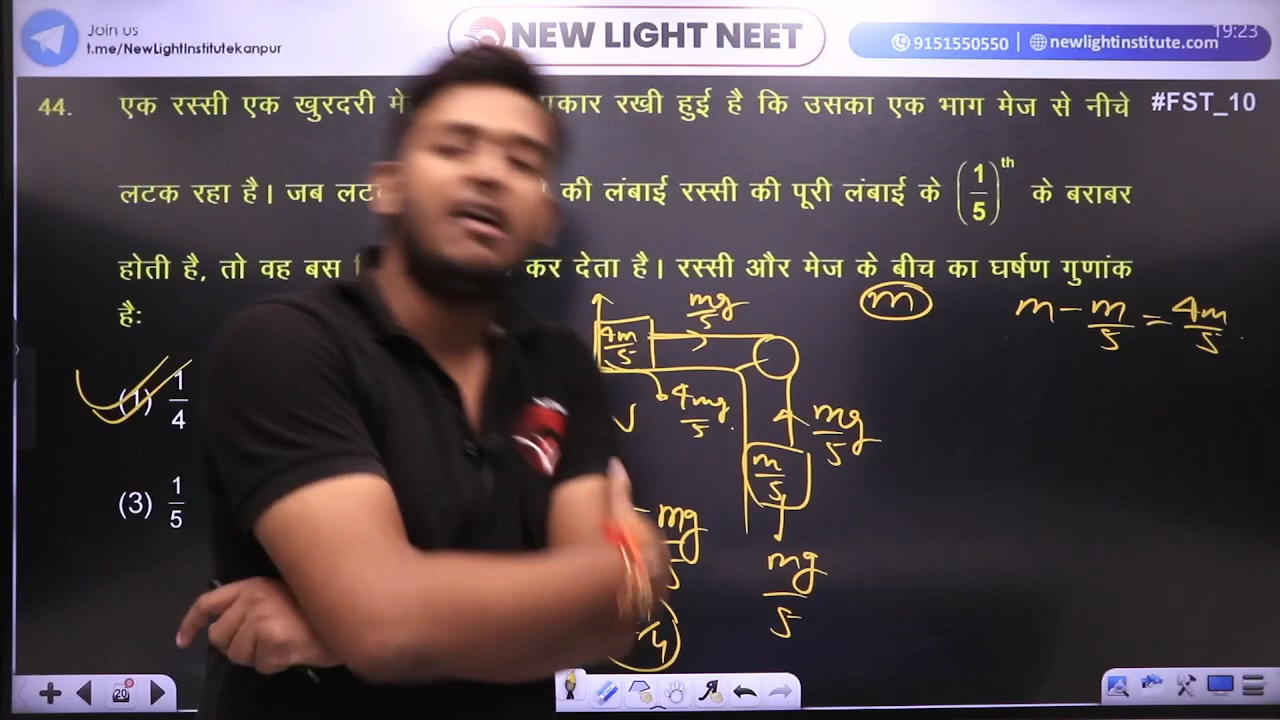 Join us
t.me/NewLightInstitutekanpur
NEW LIGHT NEET
9151550550 | newlightinstitute.com
19:23
#FST_10
44. एक रस्सी एक खुरदरी रखी हुई है कि उसका एक भाग मेज से नीचे
लटक रहा है। जब की लंबाई रस्सी की पूरी लंबाई के (1/5)th के बराबर
होती है, तो वह बस कर देता है। रस्सी और मेज के बीच का घर्षण गुणांक
है:
(1) 1/4
(3) 1/5
m
m - m/5 = 4m/5
mg/5
4m/5
4mg/5
mg/5
m/5
mg/5
20